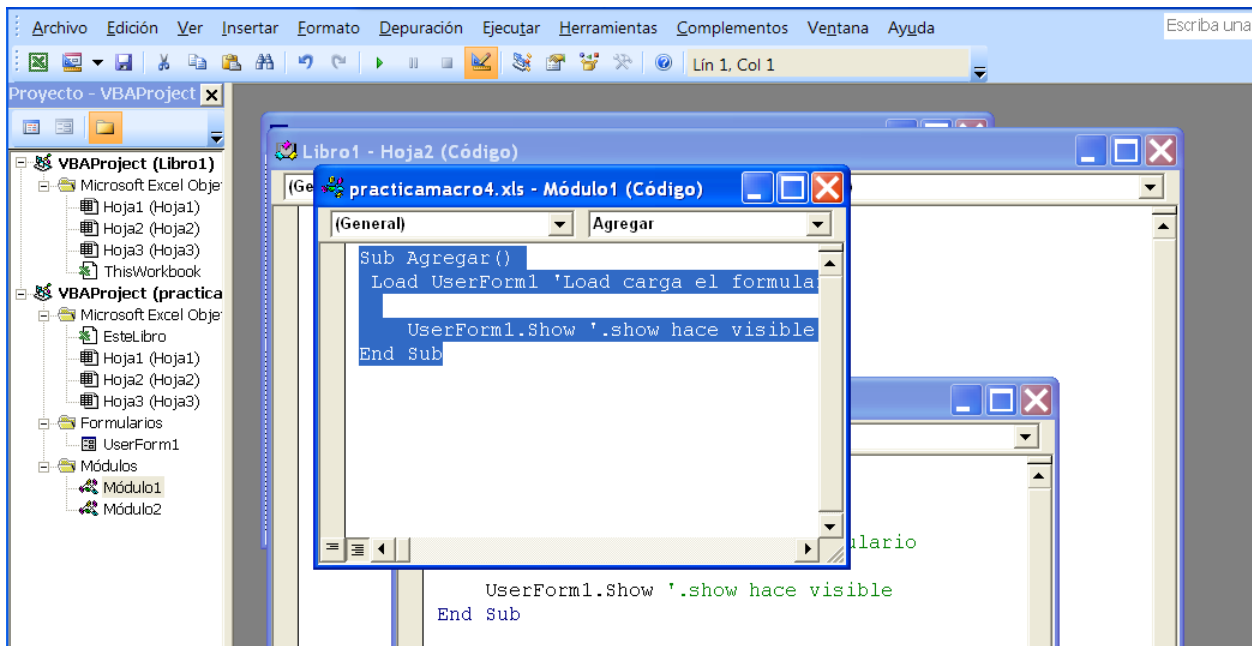 Archivo Edición Ver Insertar Formato Depuración Ejecutar Herramientas Complementos Ventana Ayuda
Escriba una
Lín 1, Col 1
Proyecto - VBAProject
VBAProject (Libro1)
Microsoft Excel Obje
Hoja1 (Hoja1)
Hoja2 (Hoja2)
Hoja3 (Hoja3)
ThisWorkbook
VBAProject (practica
Microsoft Excel Obje
EsteLibro
Hoja1 (Hoja1)
Hoja2 (Hoja2)
Hoja3 (Hoja3)
Formularios
UserForm1
Módulos
Módulo1
Módulo2
Libro1 - Hoja2 (Código)
(Ge
practicamacro4.xls - Módulo1 (Código)
(General) Agregar
Sub Agregar()
Load UserForm1 'Load carga el formula
UserForm1.Show '.show hace visible
End Sub
ulario
UserForm1.Show '.show hace visible
End Sub